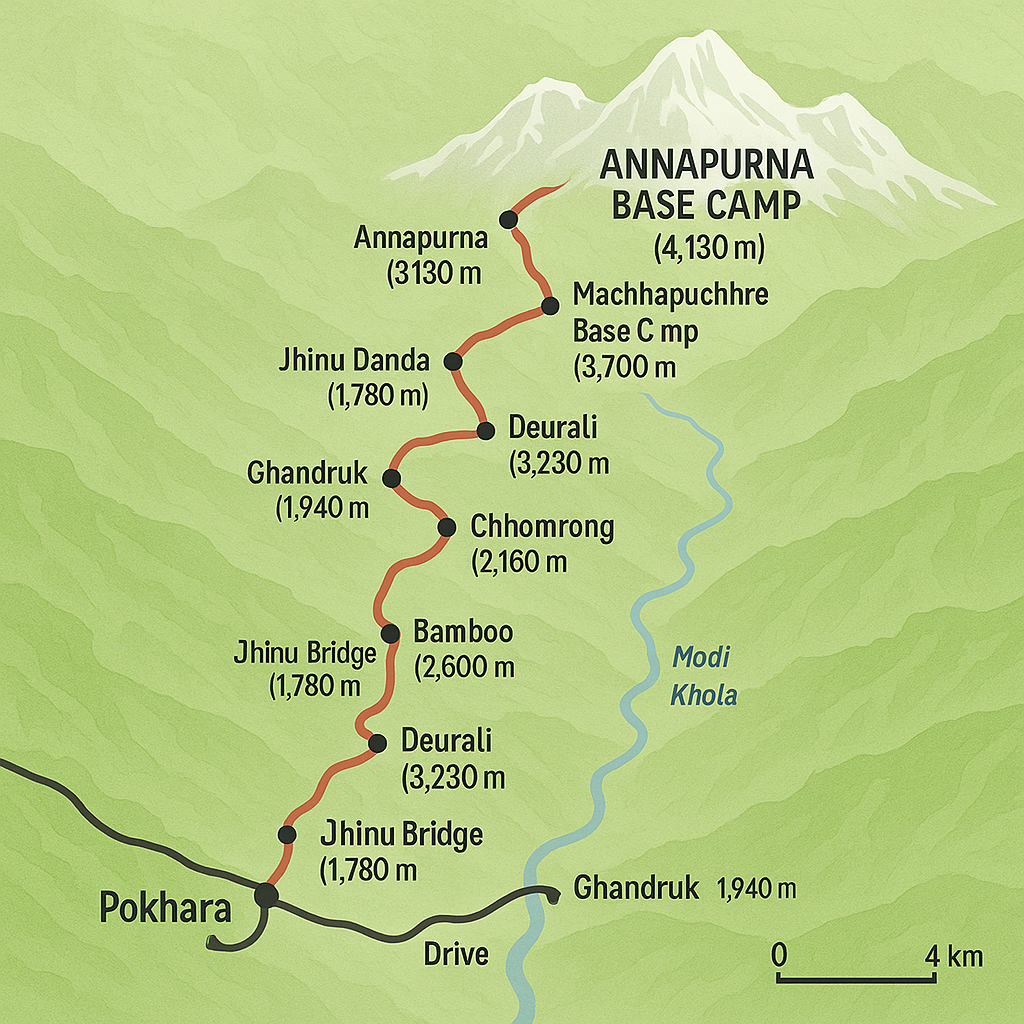 ANNAPURNA
BASE CAMP
(4,130 m)
Annapurna
(3130 m
Machhapuchhre
Base C mp
(3,700 m
Jhinu Danda
(1,780 m)
Deurali
(3,230 m
Ghandruk
(1,940 m
Chhomrong
(2,160 m
Bamboo
(2,600 m
Jhinu Bridge
(1,780 m
Modi
Khola
Deurali
(3,230 m
Jhinu Bridge
(1,780 m
Pokhara
Ghandruk 1,940 m
Drive
0 4 km